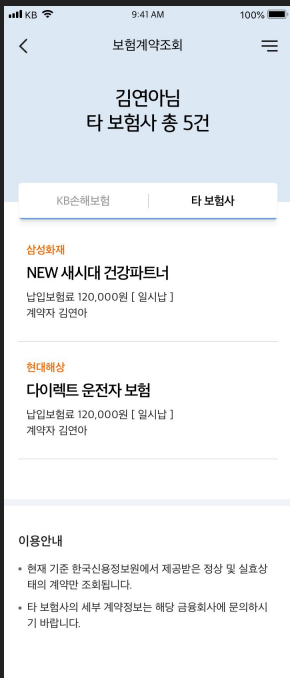 KB 9:41 AM 100%
보험계약조회
김연아님
타 보험사 총 5건
KB손해보험 타 보험사
삼성화재
NEW 새시대 건강파트너
납입보험료 120,000원 [ 일시납 ]
계약자 김연아
현대해상
다이렉트 운전자 보험
납입보험료 120,000원 [ 일시납 ]
계약자 김연아
이용안내
• 현재 기준 한국신용정보원에서 제공받은 정상 및 실효상
태의 계약만 조회됩니다.
• 타 보험사의 세부 계약정보는 해당 금융회사에 문의하시
기 바랍니다.